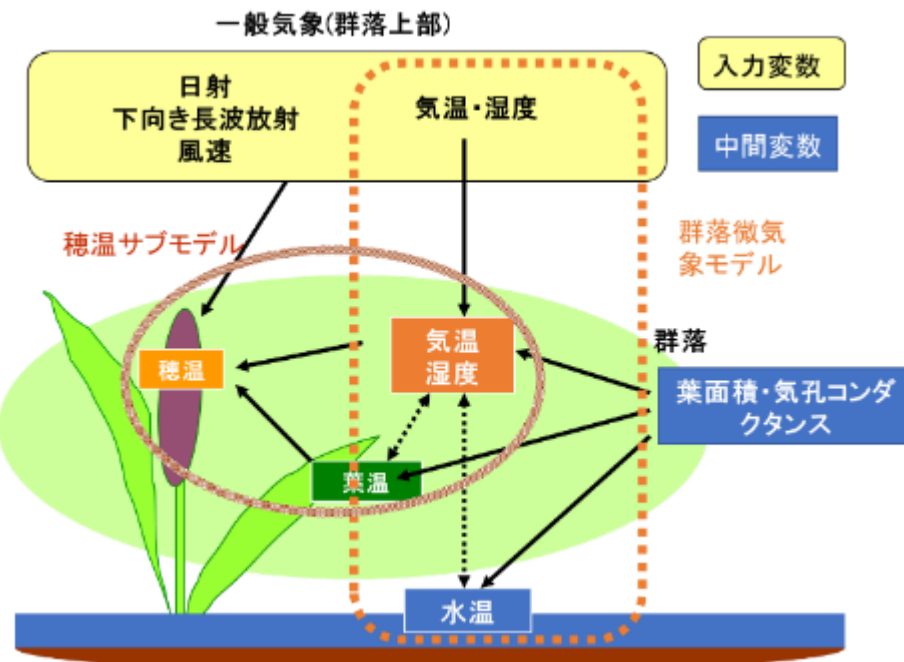 一般気象(群落上部)
日射
下向き長波放射
風速
気温・湿度
入力変数
中間変数
穂温サブモデル
群落微気
象モデル
群落
気温
湿度
穂温
葉面積・気孔コンダ
クタンス
葉温
水温